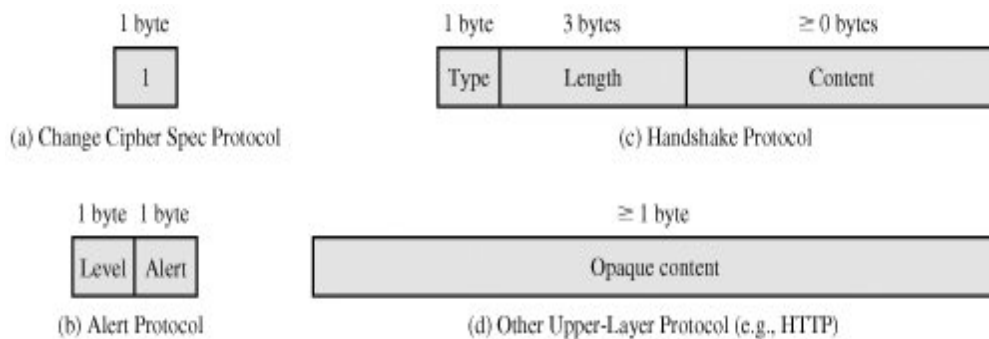 1 byte
1
(a) Change Cipher Spec Protocol
1 byte 3 bytes ≥ 0 bytes
Type Length Content
(c) Handshake Protocol
1 byte 1 byte
Level Alert
(b) Alert Protocol
≥ 1 byte
Opaque content
(d) Other Upper-Layer Protocol (e.g., HTTP)